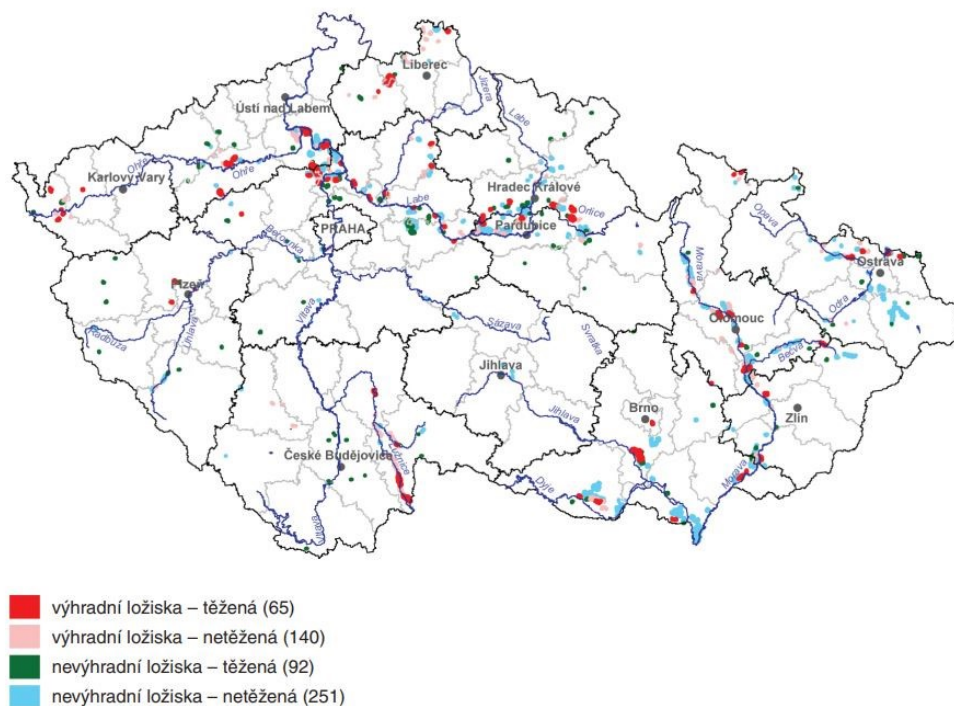 Liberec
Jizera
Labe
Ústí nad Labem
Ohře
Ohře
Karlovy Vary
Hradec Králové
Labe
Orlice
Pardubice
PRAHA
Berounka
Opava
Morava
Ostrava
Plzeň
Odra
Vltava
Olomouc
Radbuza
Úhlava
Sázava
Svratka
Bečva
Jihlava
Jihlava
Brno
Zlín
České Budějovice
Lužnice
Dyje
Morava
Vltava
výhradní ložiska – těžená (65)
výhradní ložiska – netěžená (140)
nevýhradní ložiska – těžená (92)
nevýhradní ložiska – netěžená (251)